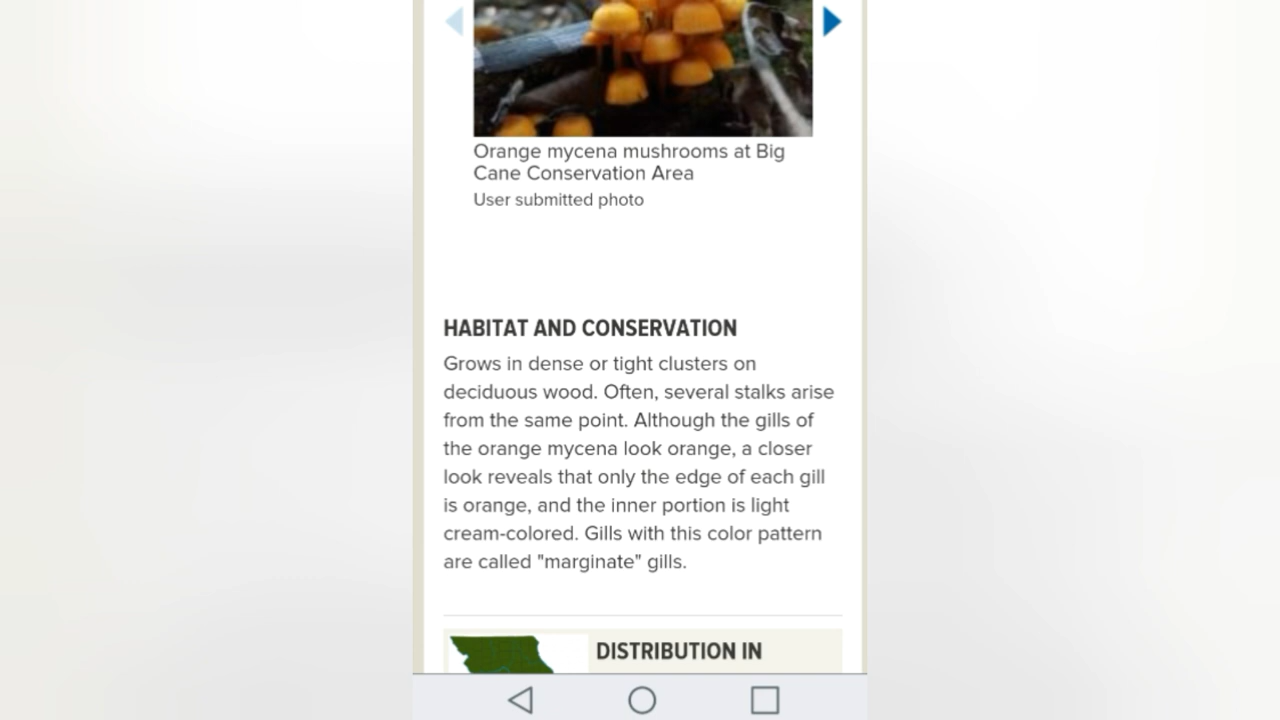 Orange mycena mushrooms at Big
Cane Conservation Area
User submitted photo
HABITAT AND CONSERVATION
Grows in dense or tight clusters on
deciduous wood. Often, several stalks arise
from the same point. Although the gills of
the orange mycena look orange, a closer
look reveals that only the edge of each gill
is orange, and the inner portion is light
cream-colored. Gills with this color pattern
are called "marginate" gills.
DISTRIBUTION IN